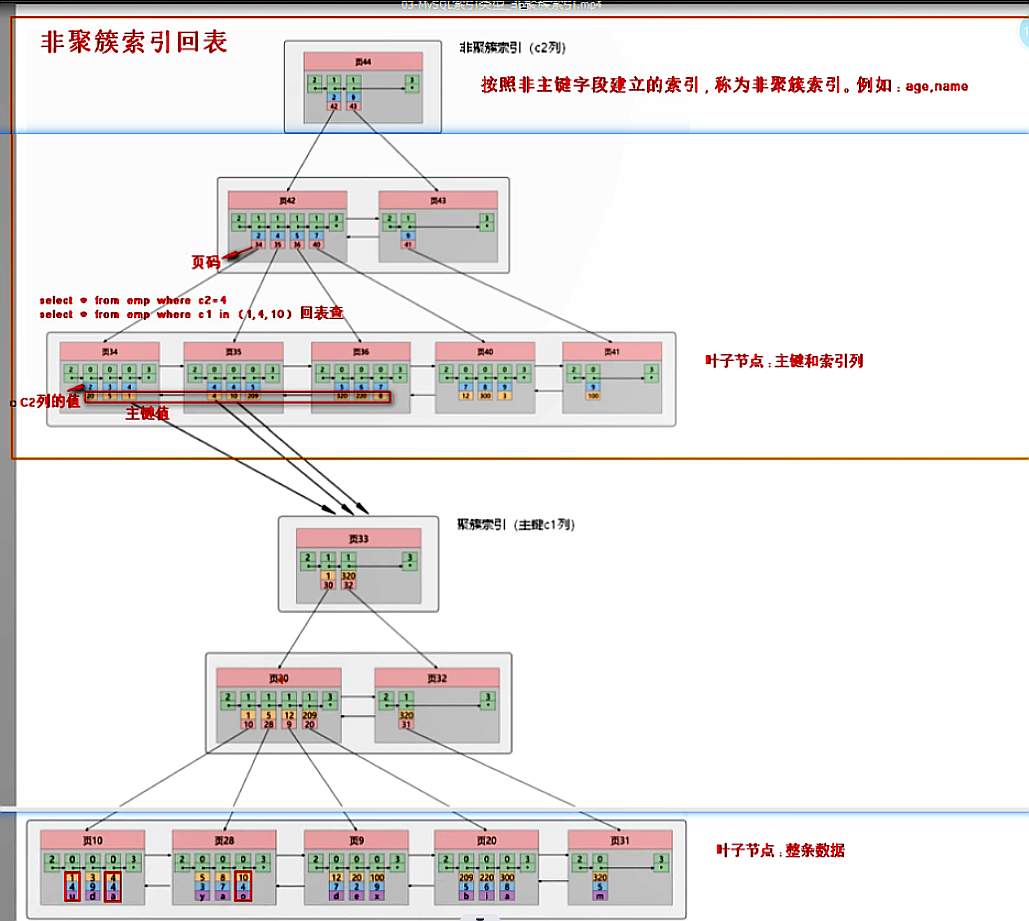 03-MySQL索引类型_非聚簇索引.mp4
非聚簇索引回表
非聚簇索引（c2列）
按照非主键字段建立的索引，称为非聚簇索引。例如：age,name
页44
2 1 1 3
2 9
42 43
页42 页43
2 1 1 1 1 3 2 1 3
2 4 5 7 9
34 35 36 40 41
页码
select * from emp where c2=4
select * from emp where c1 in (1,4,10) 回表查
页34 页35 页36 页40 页41
2 0 0 0 3 2 0 0 0 3 2 0 0 0 3 2 0 0 0 3 2 0 3
2 3 4 4 4 5 5 6 7 7 8 9 9
20 5 1 4 10 209 320 220 8 12 300 3 100
叶子节点：主键和索引列
C2列的值
主键值
聚簇索引（主键c1列）
页33
2 1 1 3
1 320
30 32
页30 页32
2 1 1 1 1 3 2 1 3
1 5 12 209 320
10 28 9 20 31
页10 页28 页9 页20 页31
2 0 0 0 3 2 0 0 0 3 2 0 0 0 3 2 0 0 0 3 2 0 3
1 3 4 5 8 10 12 20 100 209 220 300 320
4 9 4 3 7 4 7 2 9 5 6 8 5
u d a y a o d e x b i a m
叶子节点：整条数据